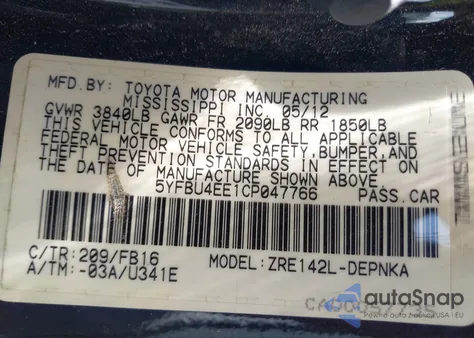 MFD.BY: TOYOTA MOTOR MANUFACTURING
MISSISSIPPI INC. 05/12
GVWR 3840LB GAWR FR 2090LB RR 1850LB
THIS VEHICLE CONFORMS TO ALL APPLICABLE
FEDERAL MOTOR VEHICLE SAFETY, BUMPER, AND
THEFT PREVENTION STANDARDS IN EFFECT ON
THE DATE OF MANUFACTURE SHOWN ABOVE.
5YFBU4EE1CP047766 PASS.CAR
C/TR: 209/FB16
MODEL: ZRE142L-DEPNKA
A/TM: -03A/U341E
autoSnap